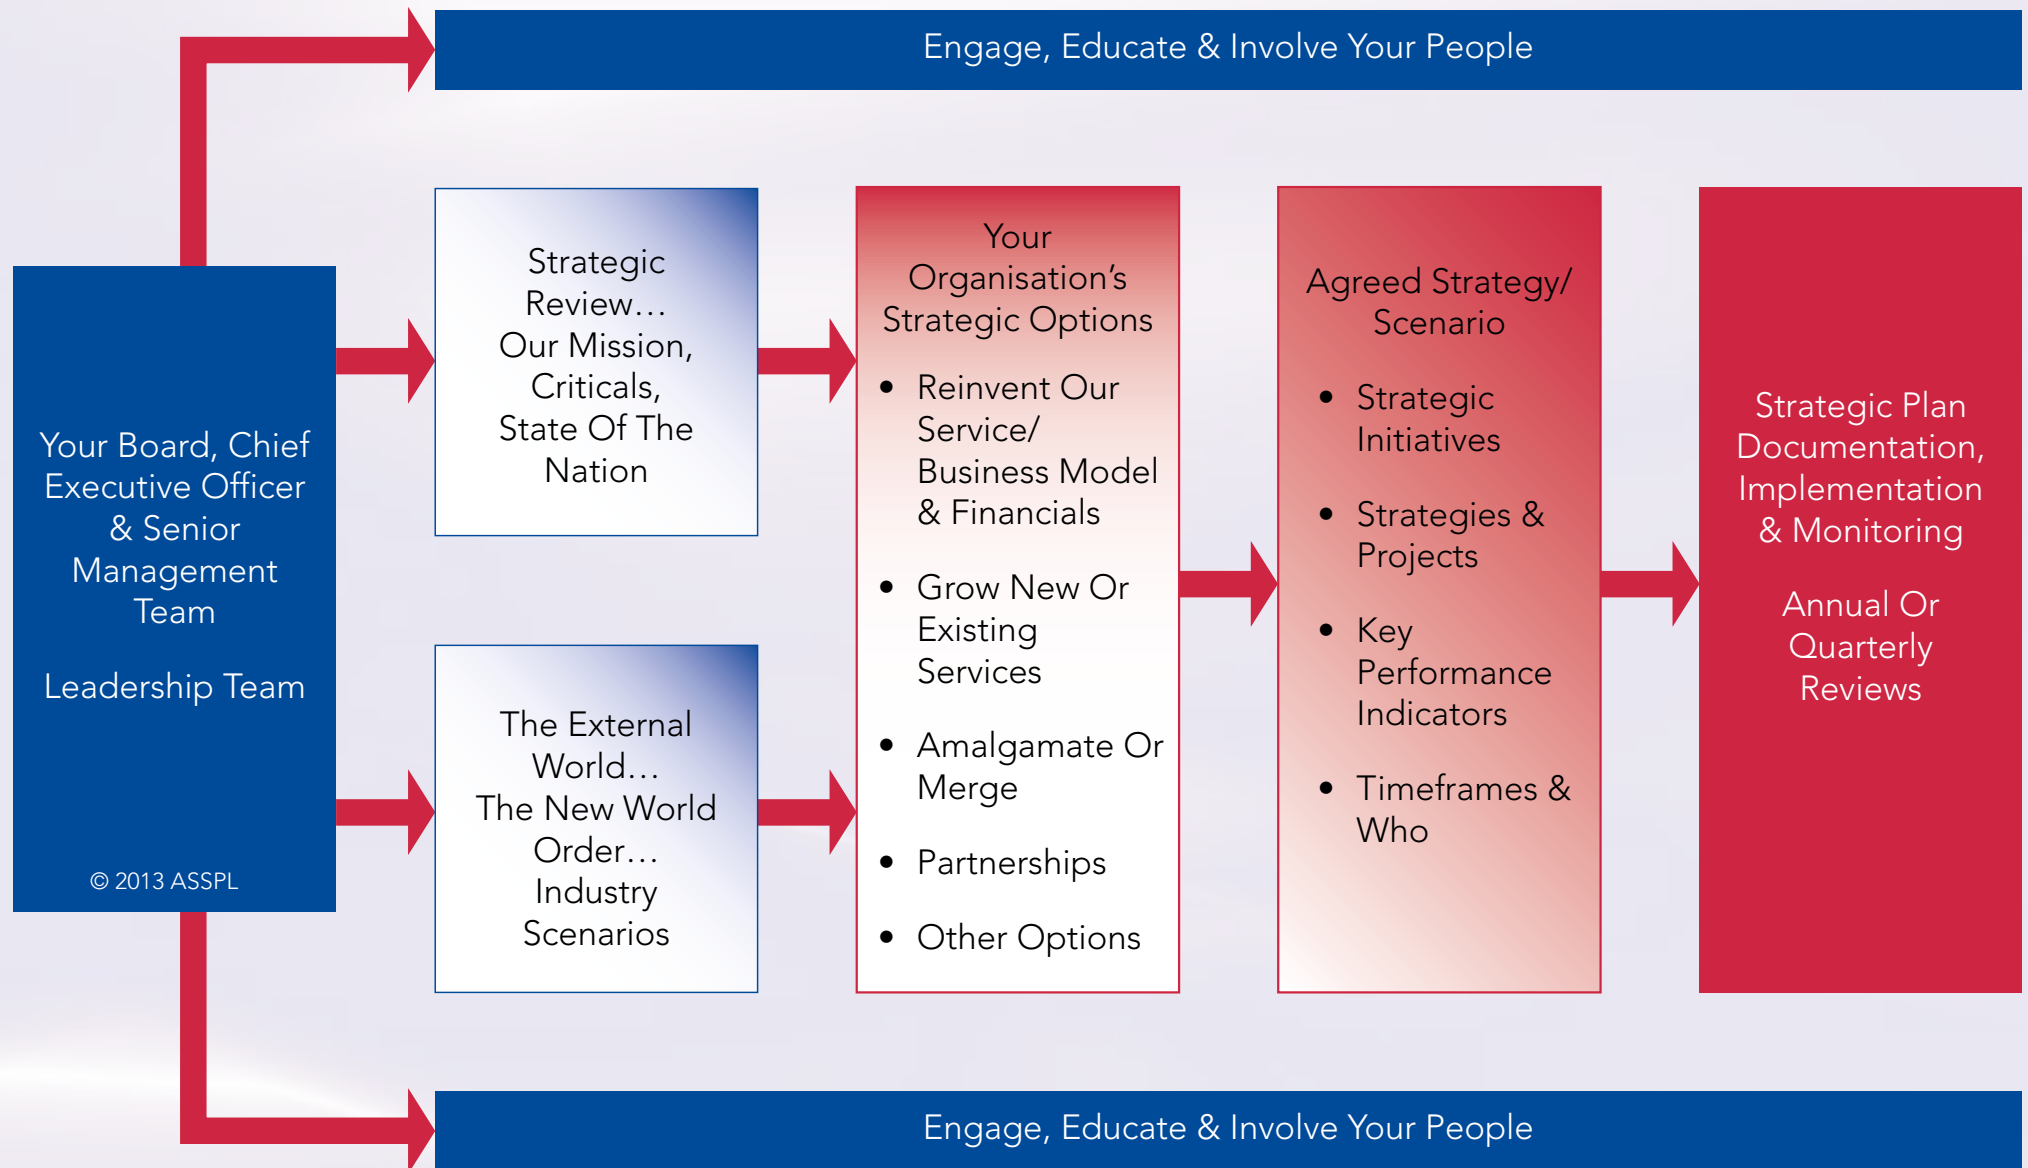 Engage, Educate & Involve Your People
Your Board, Chief
Executive Officer
& Senior
Management
Team
Leadership Team
© 2013 ASSPL
Strategic
Review…
Our Mission,
Criticals,
State Of The
Nation
The External
World…
The New World
Order…
Industry
Scenarios
Your
Organisation’s
Strategic Options
• Reinvent Our
Service/
Business Model
& Financials
• Grow New Or
Existing
Services
• Amalgamate Or
Merge
• Partnerships
• Other Options
Agreed Strategy/
Scenario
• Strategic
Initiatives
• Strategies &
Projects
• Key
Performance
Indicators
• Timeframes &
Who
Strategic Plan
Documentation,
Implementation
& Monitoring
Annual Or
Quarterly
Reviews
Engage, Educate & Involve Your People